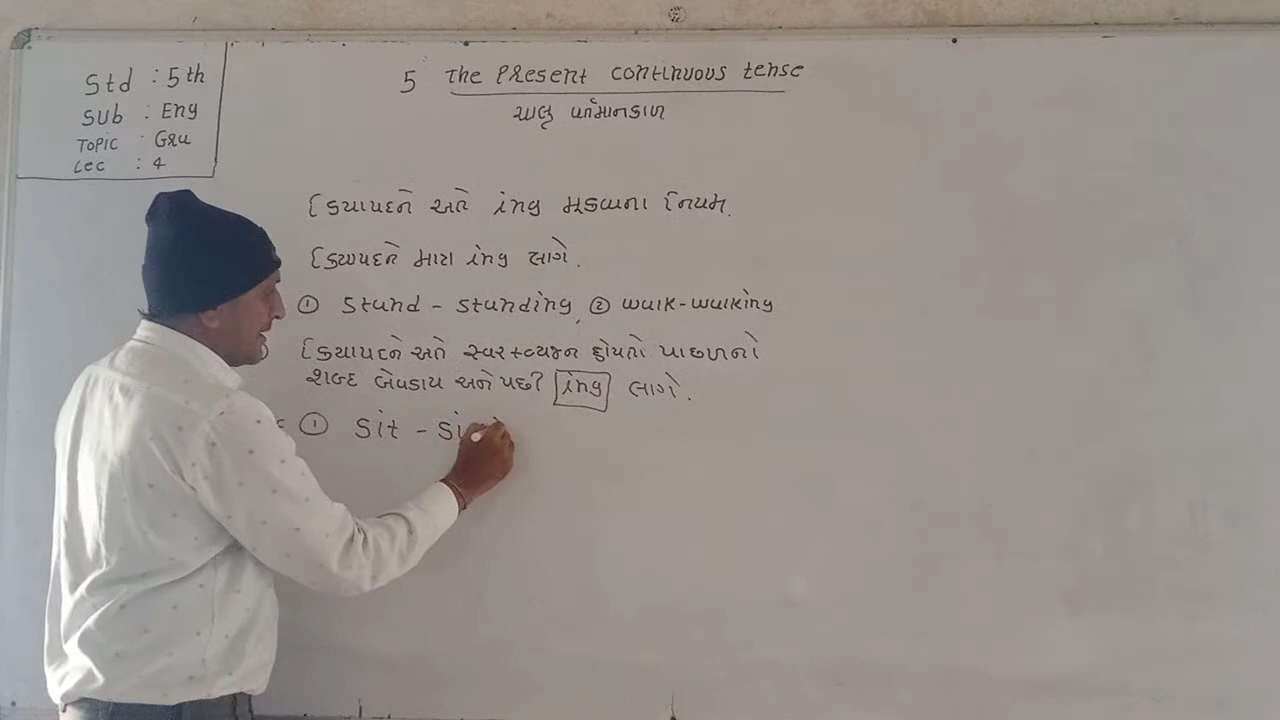 Std : 5th
Sub : Eng
Topic : Gra
Lec : 4
5 The Present continuous tense
ચાલુ વર્તમાનકાળ
ક્રિયાપદને અંતે ing મૂકવાના નિયમ.
ક્રિયાપદને મારા ing લાગે.
① Stand - Standing, ② walk - walking
ક્રિયાપદને અંતે સ્વર + વ્યંજન હોયતો પાછળનો
શબ્દ બેવડાય અને પછી ing લાગે.
① Sit - Si